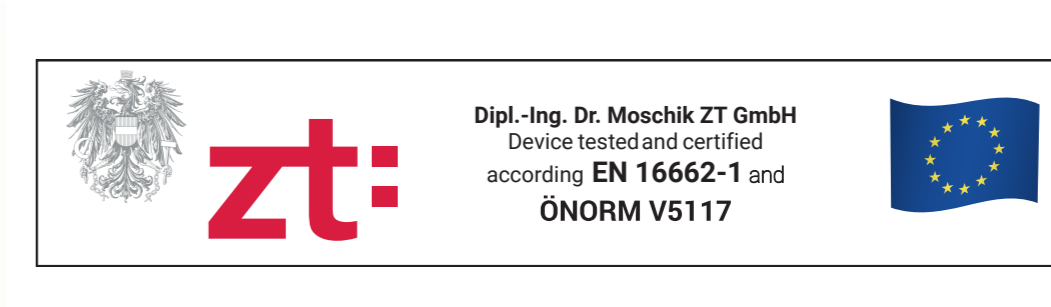 zt:
Dipl.-Ing. Dr. Moschik ZT GmbH
Device tested and certified
according EN 16662-1 and
ÖNORM V5117